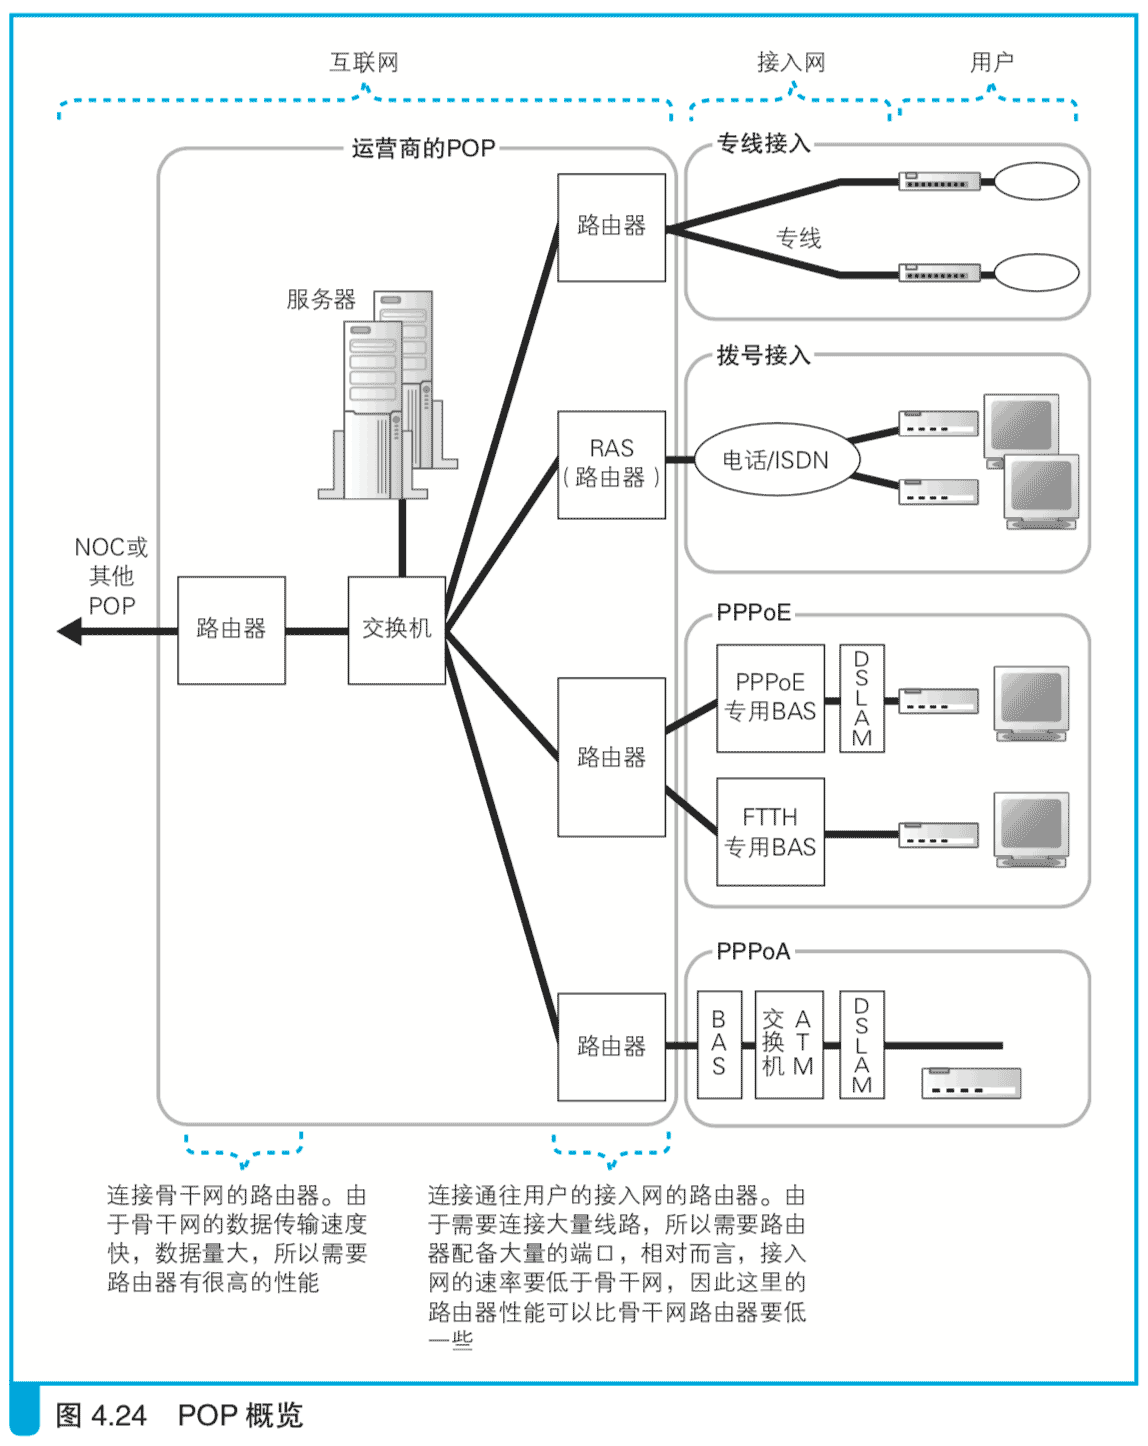 互联网
接入网
用户
运营商的POP
专线接入
路由器
专线
服务器
拨号接入
RAS
（路由器）
电话/ISDN
NOC或
其他
POP
路由器
交换机
PPPoE
PPPoE
专用BAS
DSLAM
路由器
FTTH
专用BAS
PPPoA
路由器
BAS
ATM
交换机
DSLAM
连接骨干网的路由器。由
于骨干网的数据传输速度
快，数据量大，所以需要
路由器有很高的性能
连接通往用户的接入网的路由器。由
于需要连接大量线路，所以需要路由
器配备大量的端口，相对而言，接入
网的速率要低于骨干网，因此这里的
路由器性能可以比骨干网路由器要低
一些
图 4.24 POP 概览